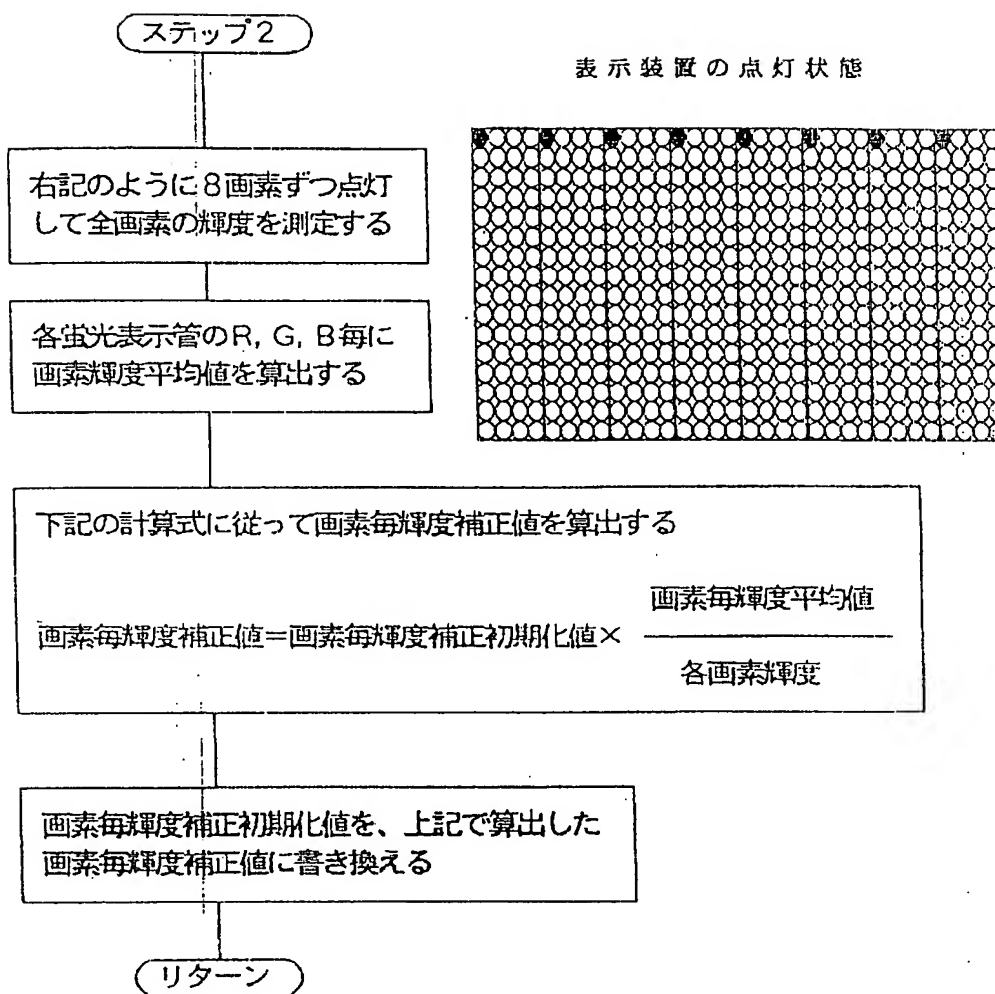 ステップ2
表示装置の点灯状態
右記のように8画素ずつ点灯
して全画素の輝度を測定する
各蛍光表示管のR, G, B毎に
画素輝度平均値を算出する
下記の計算式に従って画素毎輝度補正値を算出する
画素毎輝度平均値
画素毎輝度補正値=画素毎輝度補正初期化値×
各画素輝度
画素毎輝度補正初期化値を、上記で算出した
画素毎輝度補正値に書き換える
リターン